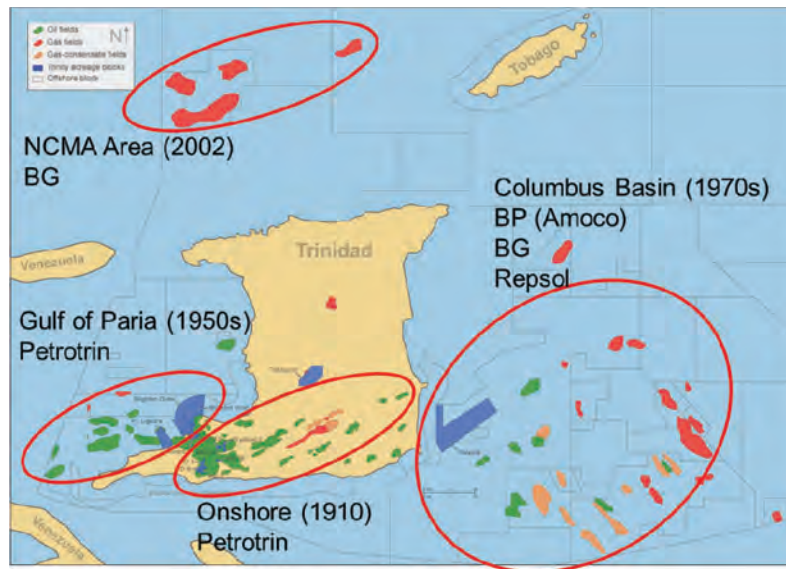 Oil fields
Gas fields
Gas-condensate fields
Trinity acreage blocks
Offshore block
N
Tobago
NCMA Area (2002)
BG
Columbus Basin (1970s)
BP (Amoco)
BG
Repsol
Trinidad
Venezuela
Gulf of Paria (1950s)
Petrotrin
Onshore (1910)
Petrotrin
Venezuela